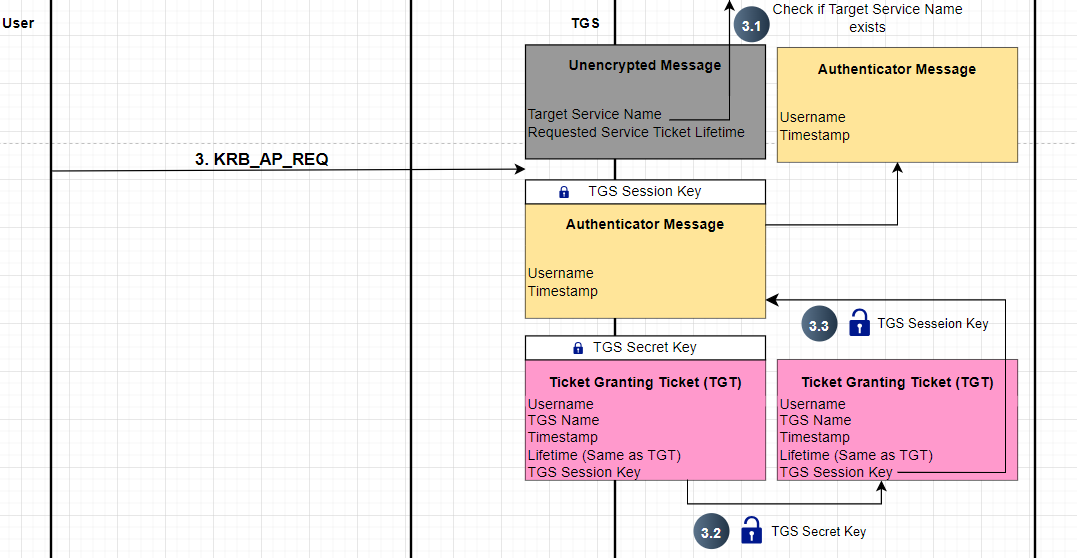 User
TGS
3.1
Check if Target Service Name
exists
Unencrypted Message
Target Service Name
Requested Service Ticket Lifetime
Authenticator Message
Username
Timestamp
3. KRB_AP_REQ
TGS Session Key
Authenticator Message
Username
Timestamp
3.3
TGS Sesseion Key
TGS Secret Key
Ticket Granting Ticket (TGT)
Username
TGS Name
Timestamp
Lifetime (Same as TGT)
TGS Session Key
Ticket Granting Ticket (TGT)
Username
TGS Name
Timestamp
Lifetime (Same as TGT)
TGS Session Key
3.2
TGS Secret Key